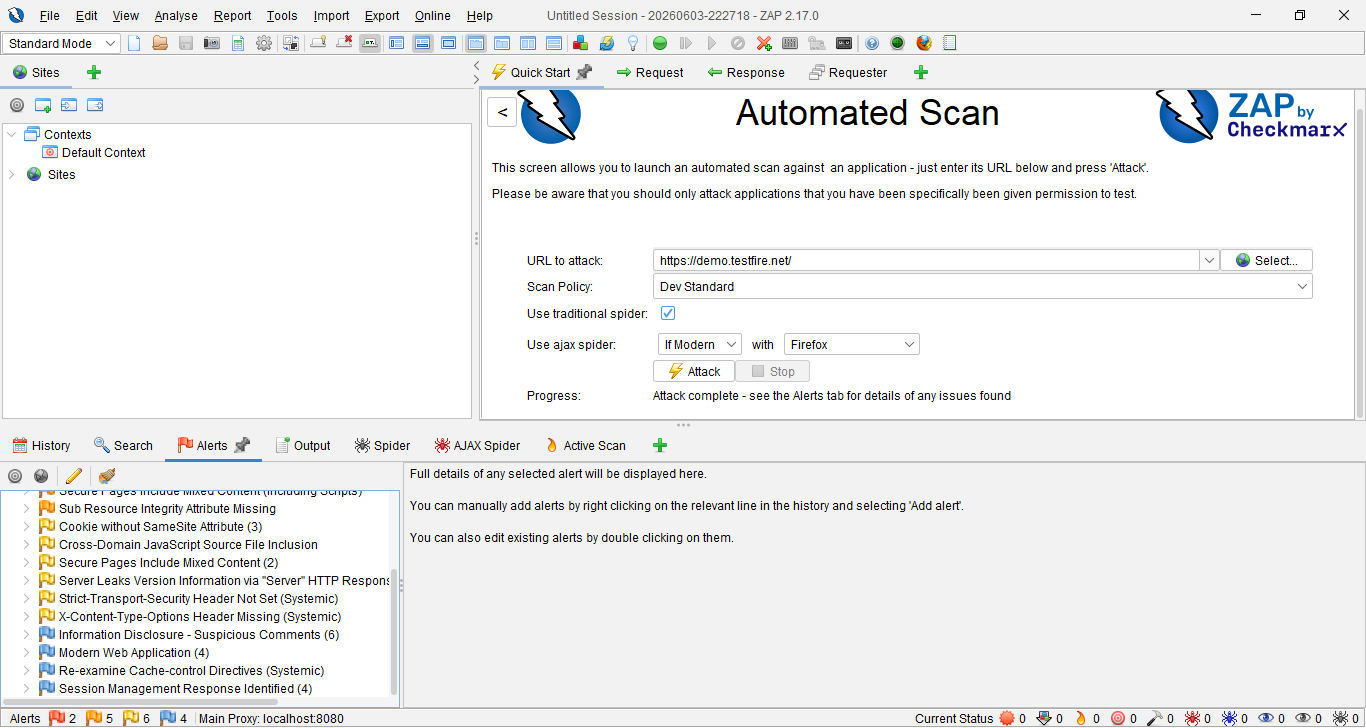 File Edit View Analyse Report Tools Import Export Online Help Untitled Session - 20260603-222718 - ZAP 2.17.0
Standard Mode
Sites
Quick Start Request Response Requester
< Automated Scan ZAP by Checkmarx
Contexts
Default Context
Sites
This screen allows you to launch an automated scan against an application - just enter its URL below and press 'Attack'.
Please be aware that you should only attack applications that you have been specifically been given permission to test.
URL to attack: https://demo.testfire.net/ Select...
Scan Policy: Dev Standard
Use traditional spider:
Use ajax spider: If Modern with Firefox
Attack Stop
Progress: Attack complete - see the Alerts tab for details of any issues found
History Search Alerts Output Spider AJAX Spider Active Scan
Secure Pages Include Mixed Content (Including Scripts)
Sub Resource Integrity Attribute Missing
Cookie without SameSite Attribute (3)
Cross-Domain JavaScript Source File Inclusion
Secure Pages Include Mixed Content (2)
Server Leaks Version Information via "Server" HTTP Respons
Strict-Transport-Security Header Not Set (Systemic)
X-Content-Type-Options Header Missing (Systemic)
Information Disclosure - Suspicious Comments (6)
Modern Web Application (4)
Re-examine Cache-control Directives (Systemic)
Session Management Response Identified (4)
Full details of any selected alert will be displayed here.
You can manually add alerts by right clicking on the relevant line in the history and selecting 'Add alert'.
You can also edit existing alerts by double clicking on them.
Alerts 2 5 6 4 Main Proxy: localhost:8080 Current Status 0 0 0 0 0 0 0 0 0 0